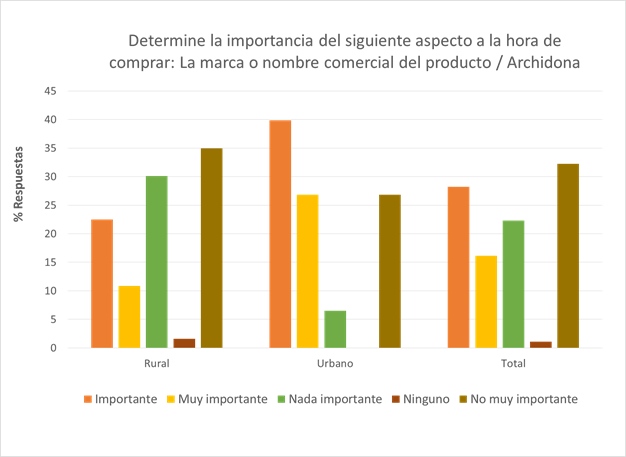 Determine la importancia del siguiente aspecto a la hora de
comprar: La marca o nombre comercial del producto / Archidona
% Respuestas
45
40
35
30
25
20
15
10
5
0
Rural Urbano Total
Importante Muy importante Nada importante Ninguno No muy importante